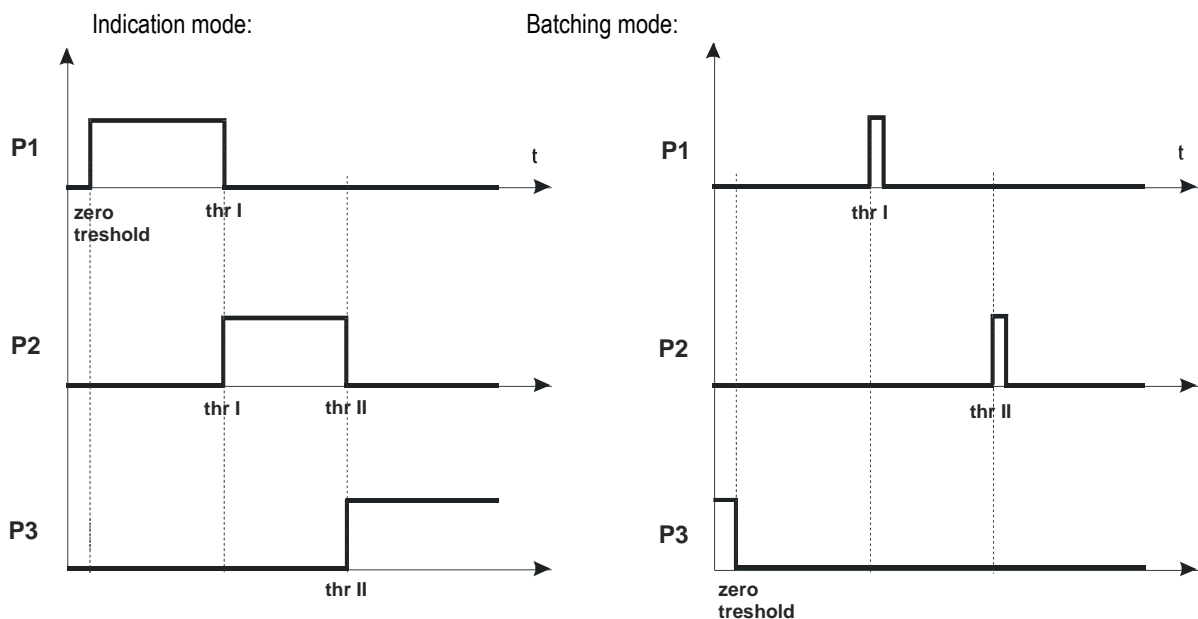 Indication mode:
P1
t
zero
treshold
thr I
P2
thr I
thr II
P3
thr II
Batching mode:
P1
t
thr I
P2
thr II
P3
zero
treshold